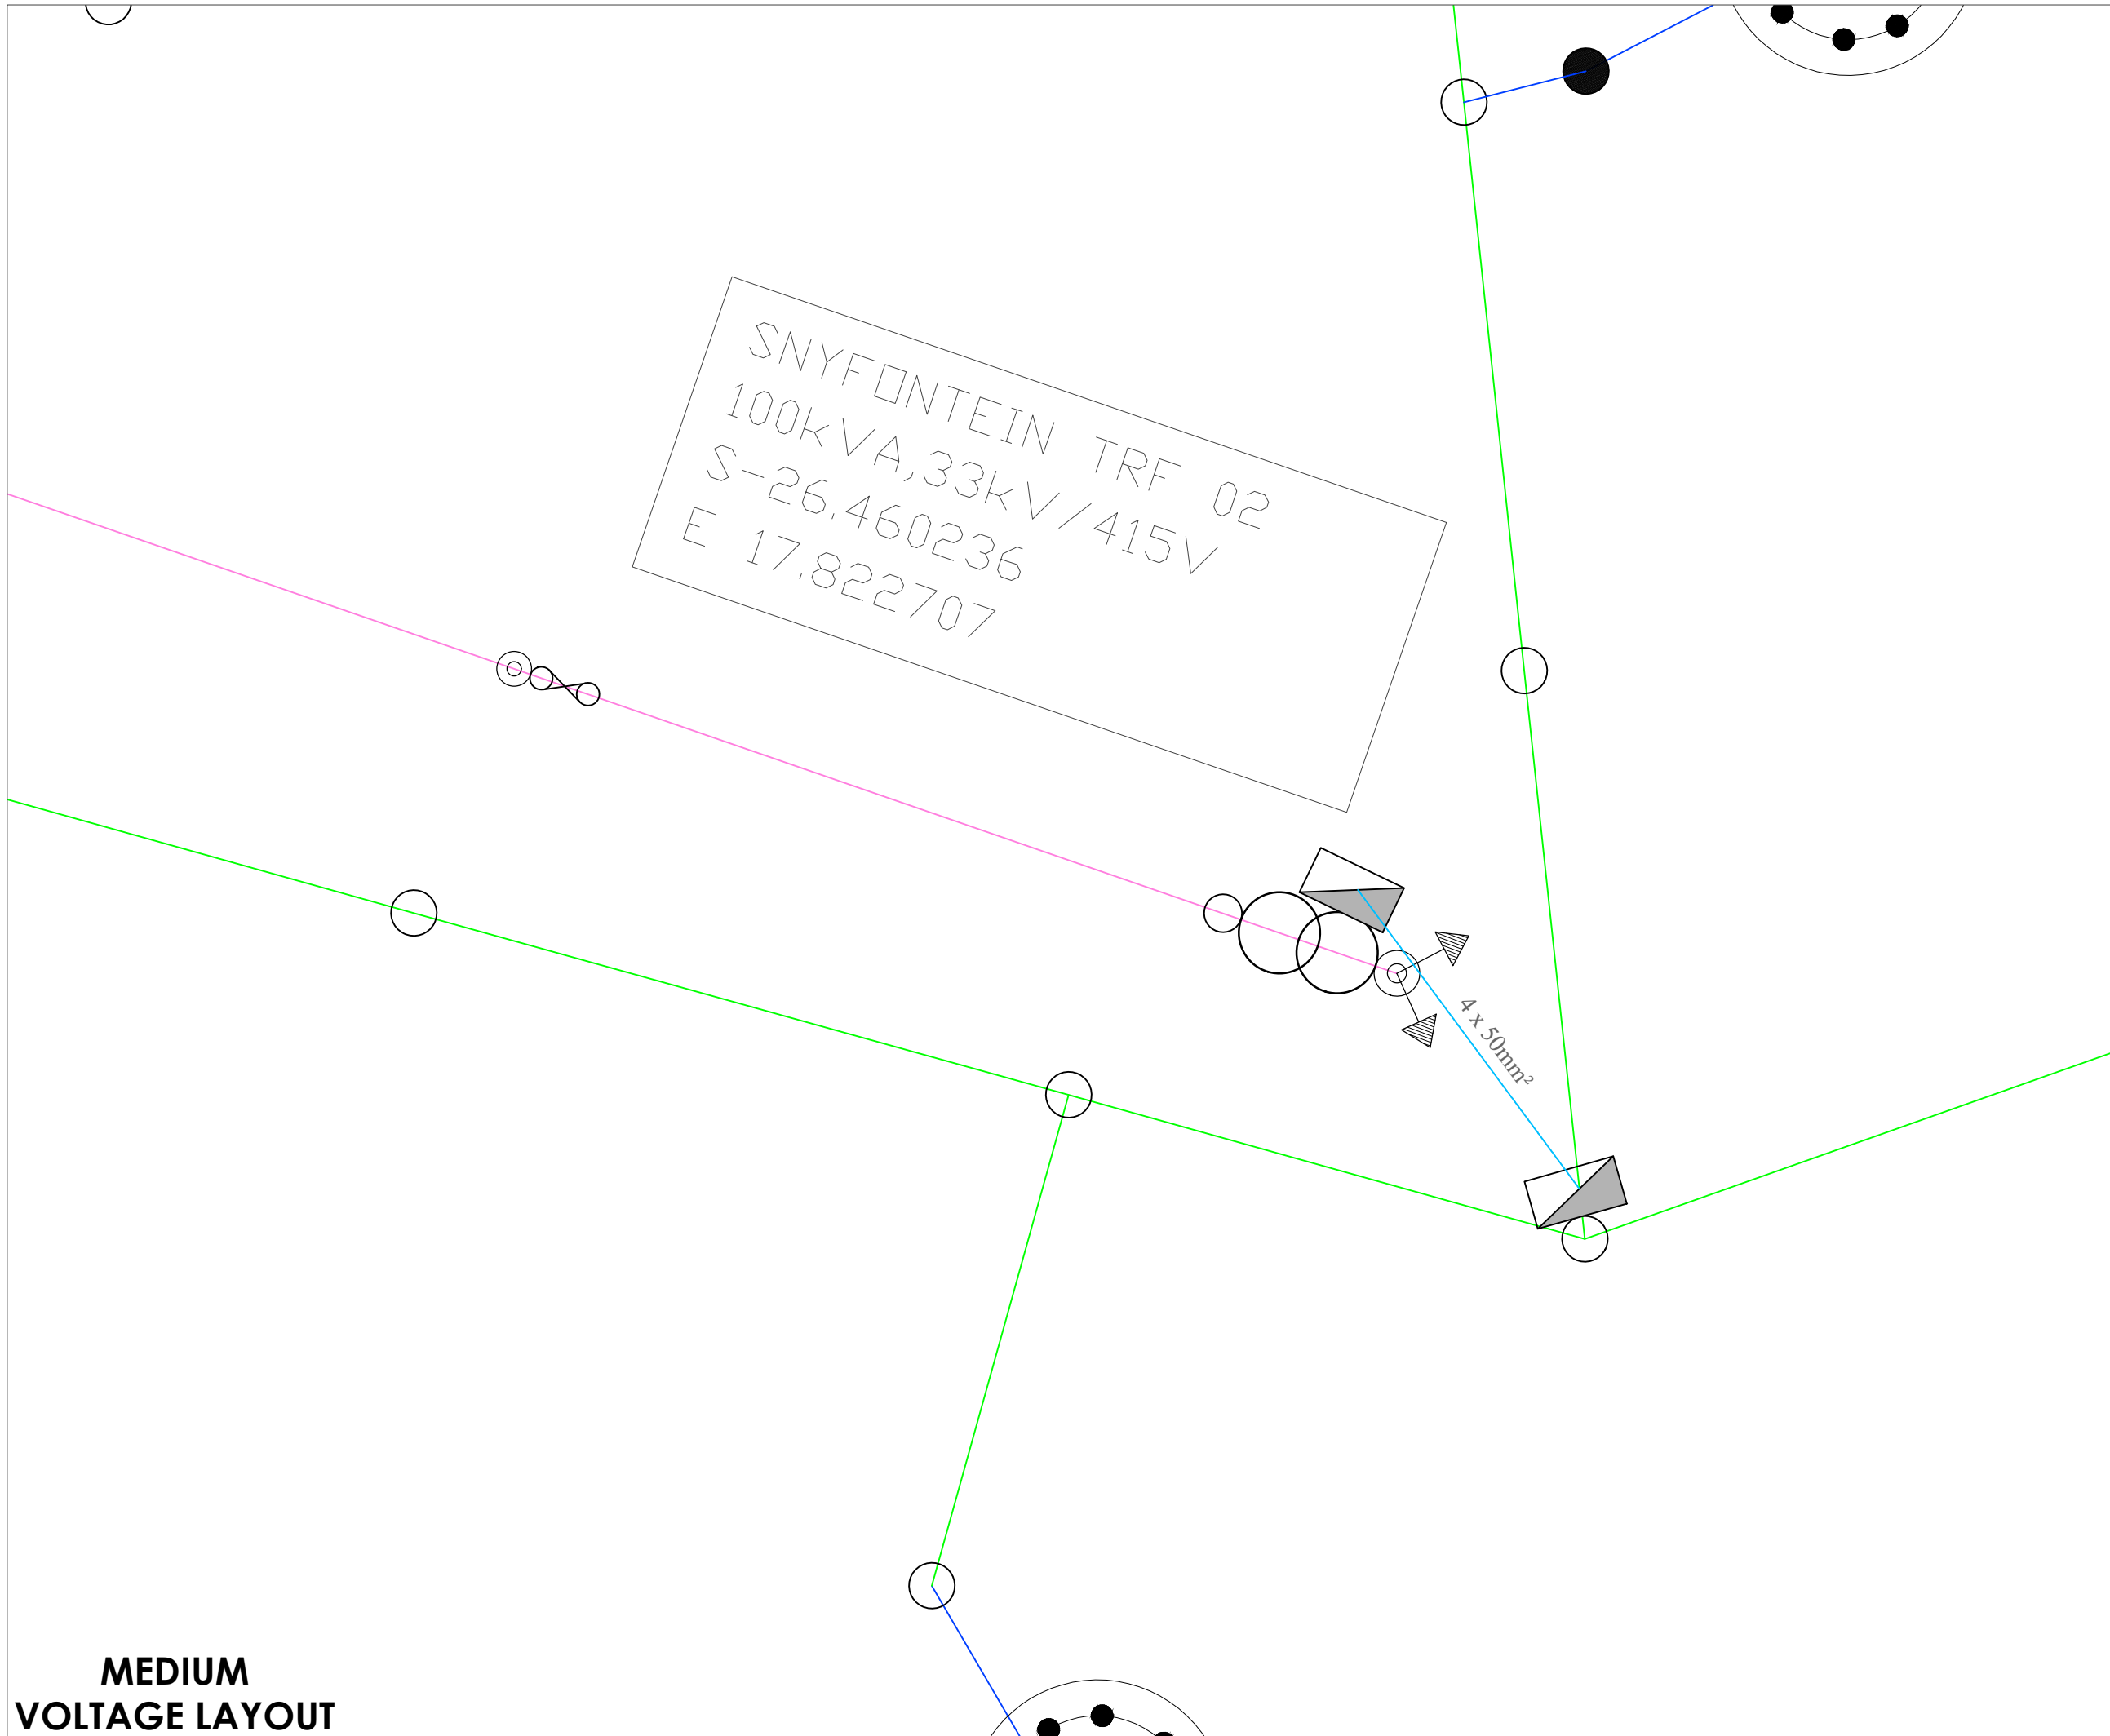 SNYFONTEIN TRF 02
100kVA,33kV/415V
S-26,460236
E 17,822707
4 x 50mm²
MEDIUM
VOLTAGE LAYOUT